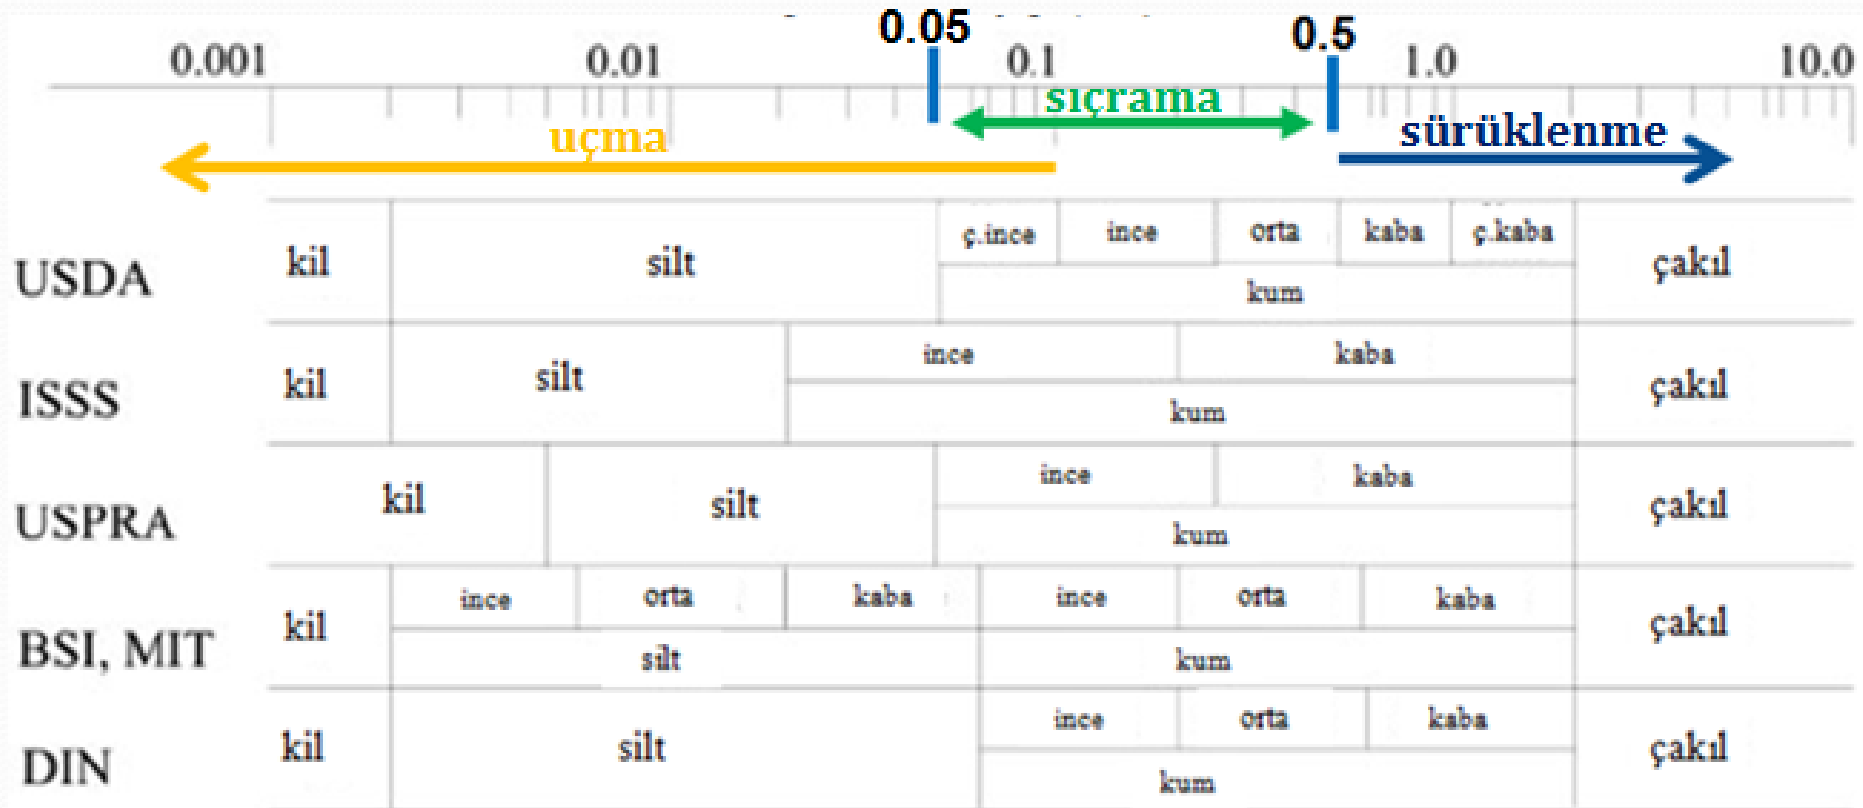 0.05 0.5
0.001 0.01 0.1 1.0 10.0
uçma sıçrama sürüklenme
USDA kil silt ç.ince ince orta kaba ç.kaba çakıl
kum
ISSS kil silt ince kaba çakıl
kum
USPRA kil silt ince kaba çakıl
kum
BSI, MIT kil ince orta kaba ince orta kaba çakıl
silt kum
DIN kil silt ince orta kaba çakıl
kum